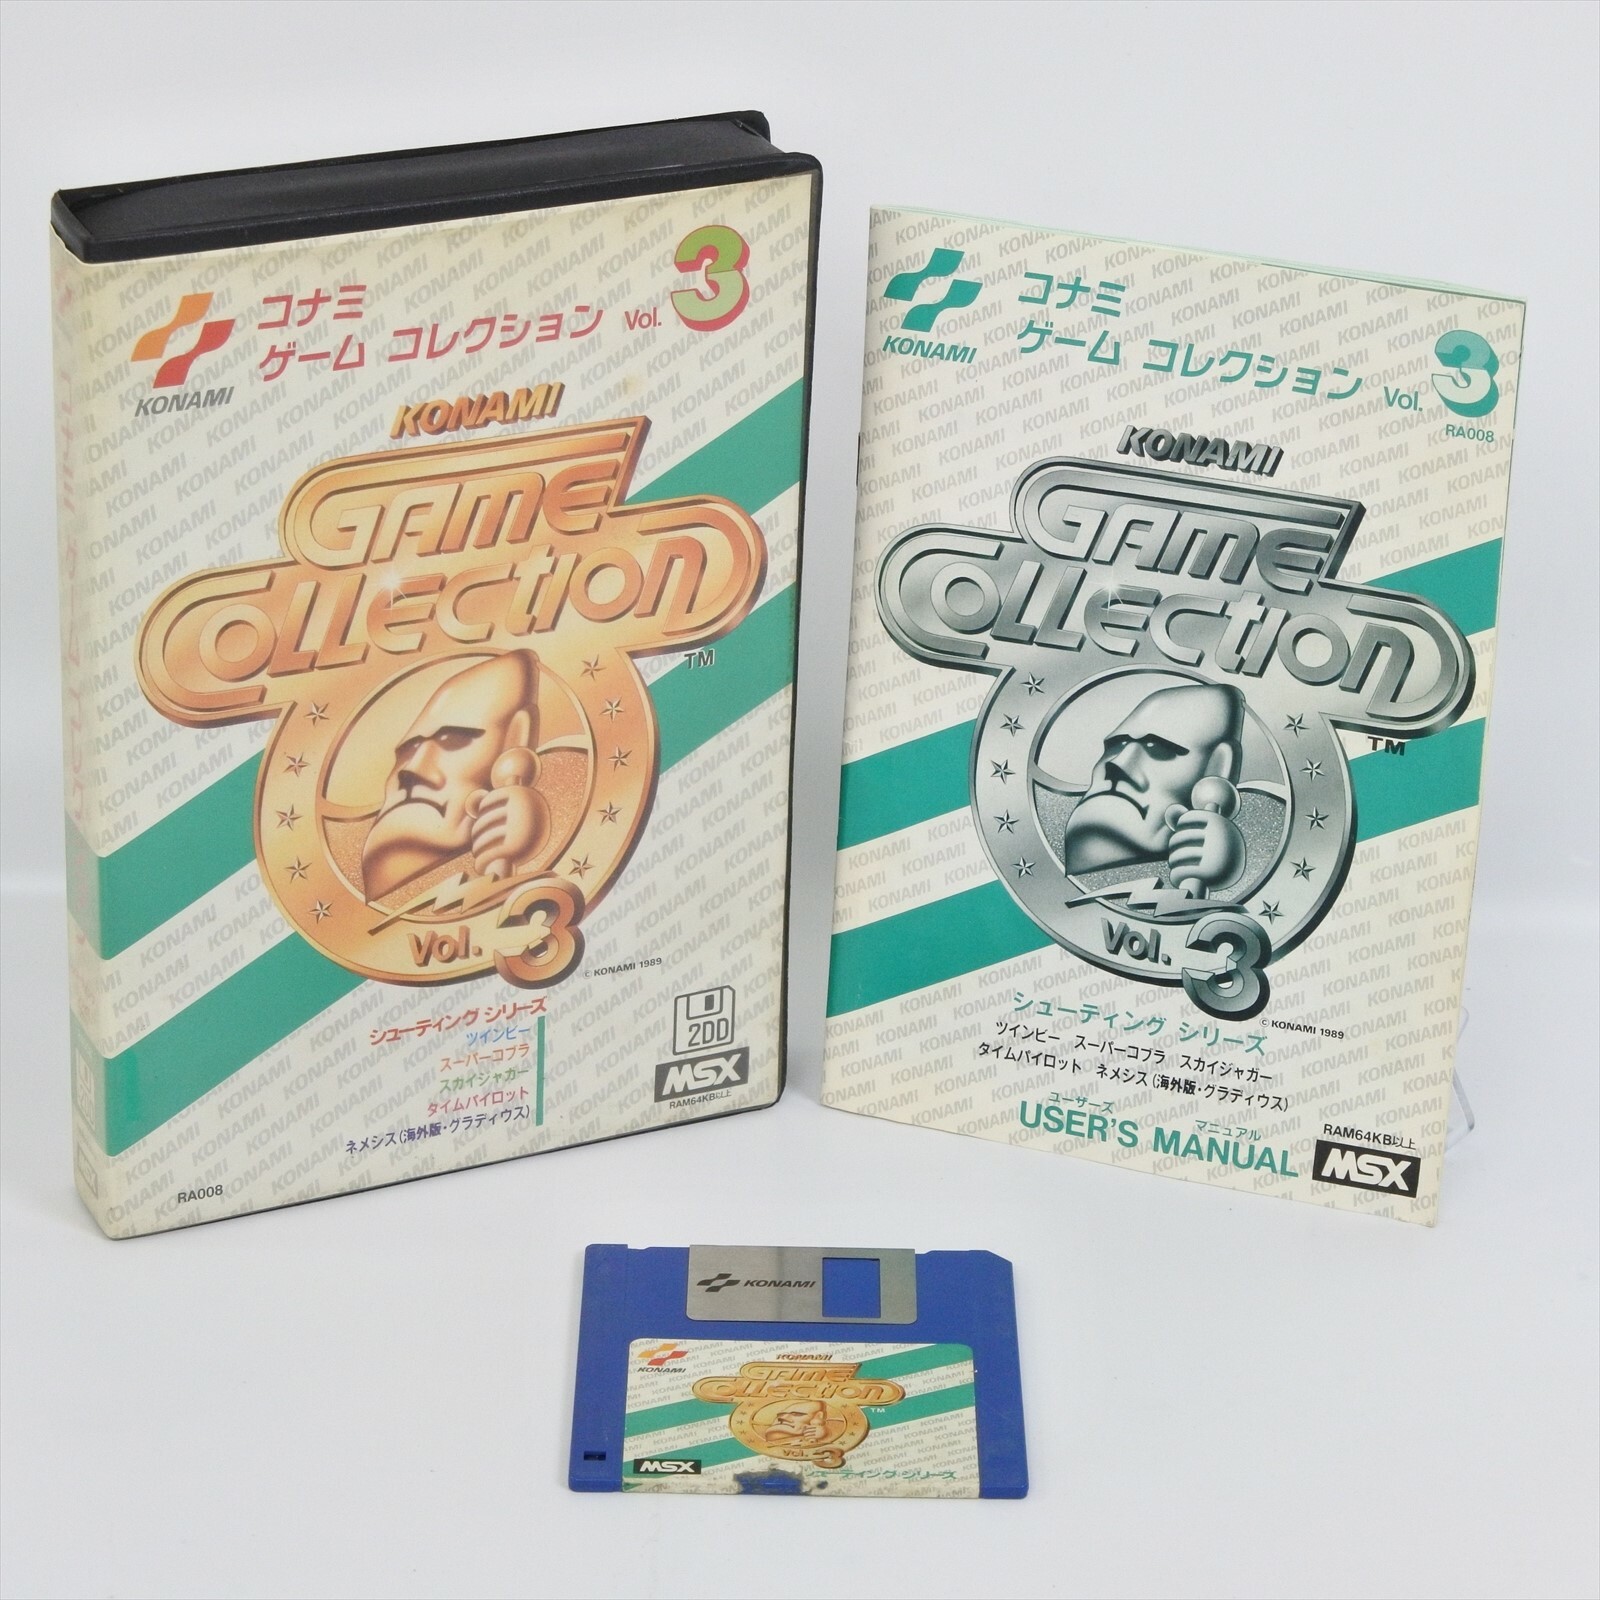 コナミ
ゲーム コレクション Vol. 3
KONAMI
KONAMI
GAME
COLLECTION
TM
Vol. 3
© KONAMI 1989
シューティング シリーズ
ツインビー
スーパーコブラ
スカイジャガー
タイムパイロット
ネメシス(海外版・グラディウス)
2DD
MSX
RAM64KB以上
RA008
コナミ
ゲーム コレクション Vol. 3
KONAMI
RA008
KONAMI
GAME
COLLECTION
TM
Vol. 3
© KONAMI 1989
シューティング シリーズ
ツインビー スーパーコブラ スカイジャガー
タイムパイロット ネメシス(海外版・グラディウス)
ユーザーズ マニュアル
USER'S MANUAL
RAM64KB以上
MSX
KONAMI
KONAMI
KONAMI
GAME
COLLECTION
TM
Vol. 3
MSX
シューティング シリーズ